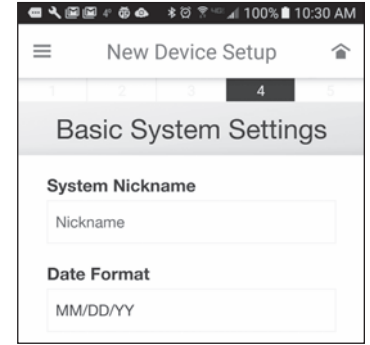 4° 100% 10:30 AM
New Device Setup
1 2 3 4 5
Basic System Settings
System Nickname
Nickname
Date Format
MM/DD/YY